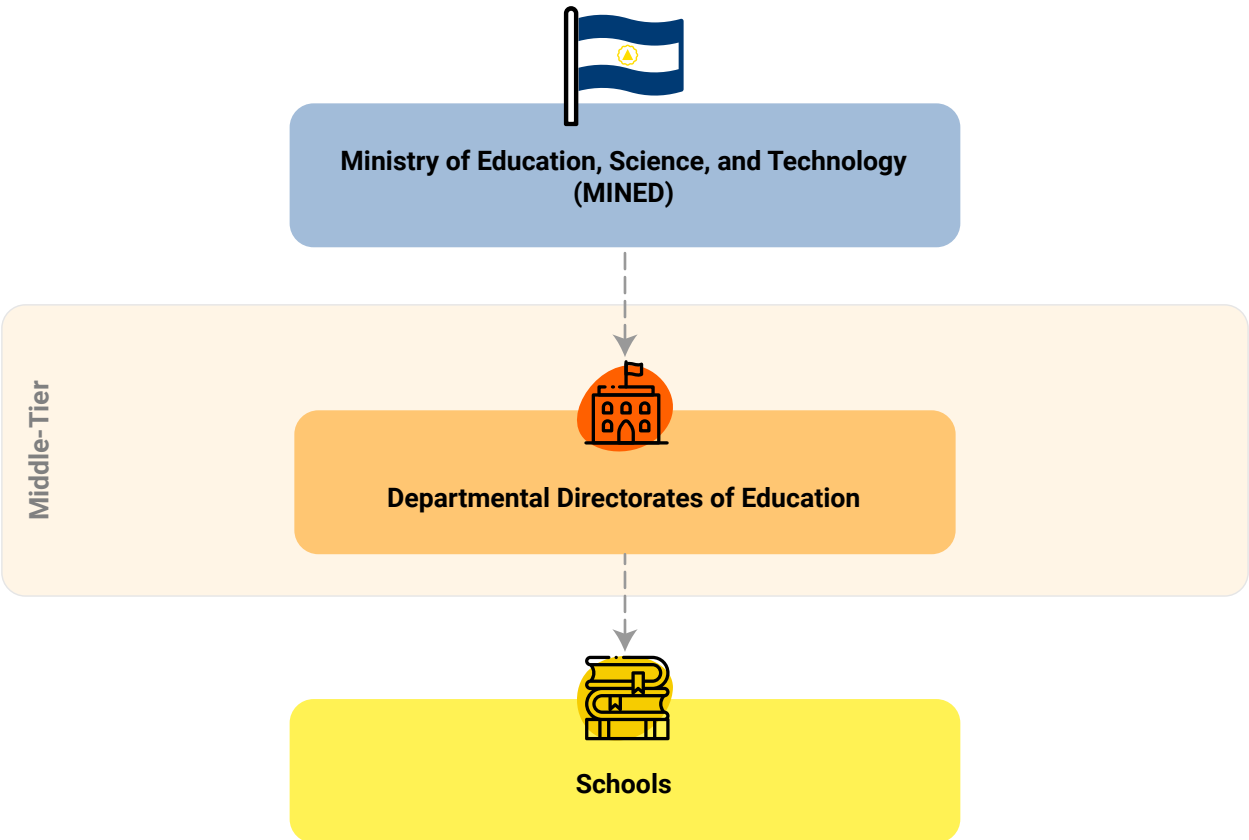 Ministry of Education, Science, and Technology
(MINED)
Middle-Tier
Departmental Directorates of Education
Schools